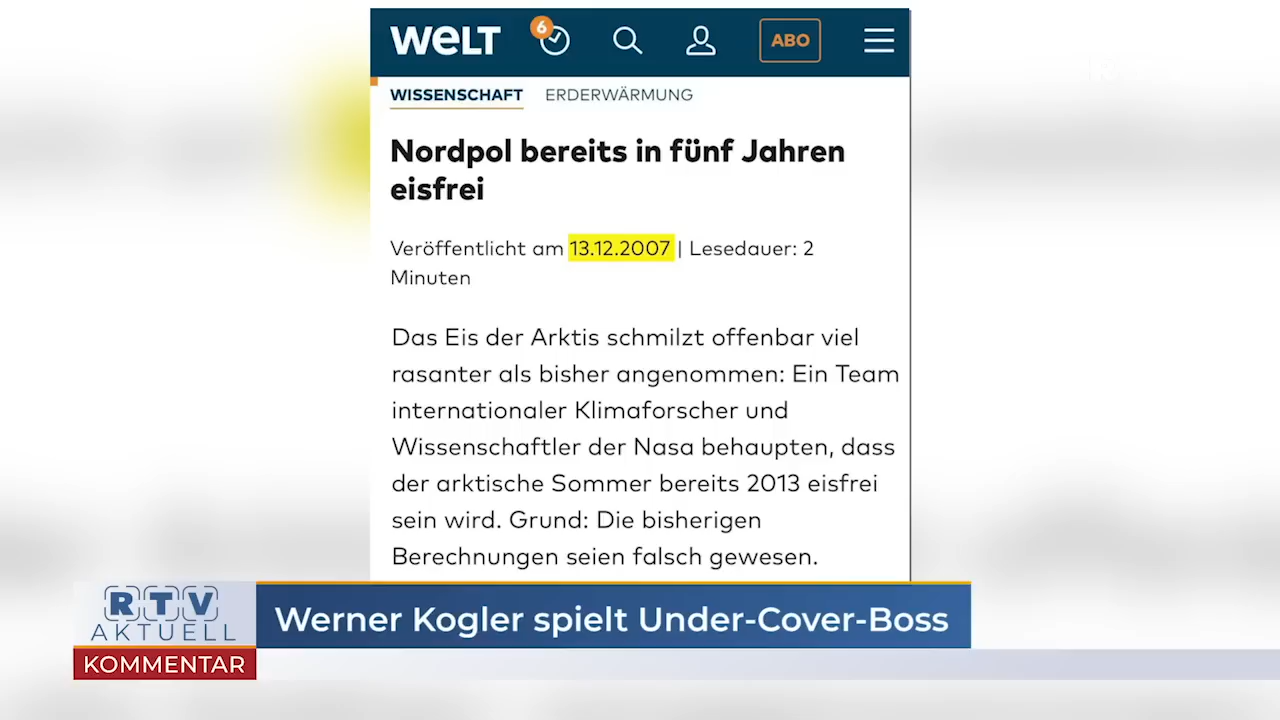 WELT
6
ABO
WISSENSCHAFT ERDERWÄRMUNG
Nordpol bereits in fünf Jahren
eisfrei
Veröffentlicht am 13.12.2007 | Lesedauer: 2
Minuten
Das Eis der Arktis schmilzt offenbar viel
rasanter als bisher angenommen: Ein Team
internationaler Klimaforscher und
Wissenschaftler der Nasa behaupten, dass
der arktische Sommer bereits 2013 eisfrei
sein wird. Grund: Die bisherigen
Berechnungen seien falsch gewesen.
RTV
AKTUELL
Werner Kogler spielt Under-Cover-Boss
KOMMENTAR